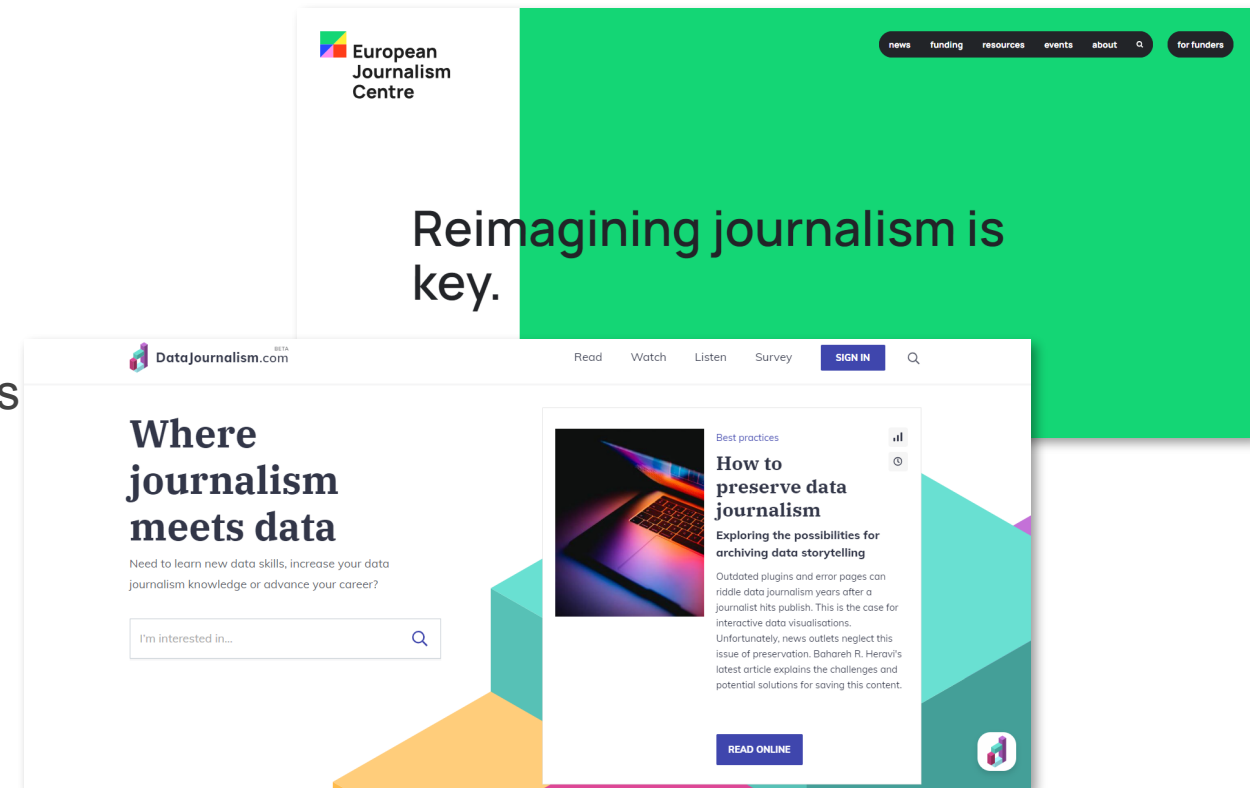 European
Journalism
Centre
news funding resources events about
for funders
Reimagining journalism is
key.
s
DataJournalism.com
BETA
Read Watch Listen Survey
SIGN IN
Where
journalism
meets data
Need to learn new data skills, increase your data
journalism knowledge or advance your career?
I'm interested in...
Best practices
How to
preserve data
journalism
Exploring the possibilities for
archiving data storytelling
Outdated plugins and error pages can
riddle data journalism years after a
journalist hits publish. This is the case for
interactive data visualisations.
Unfortunately, news outlets neglect this
issue of preservation. Bahareh R. Heravi's
latest article explains the challenges and
potential solutions for saving this content.
READ ONLINE